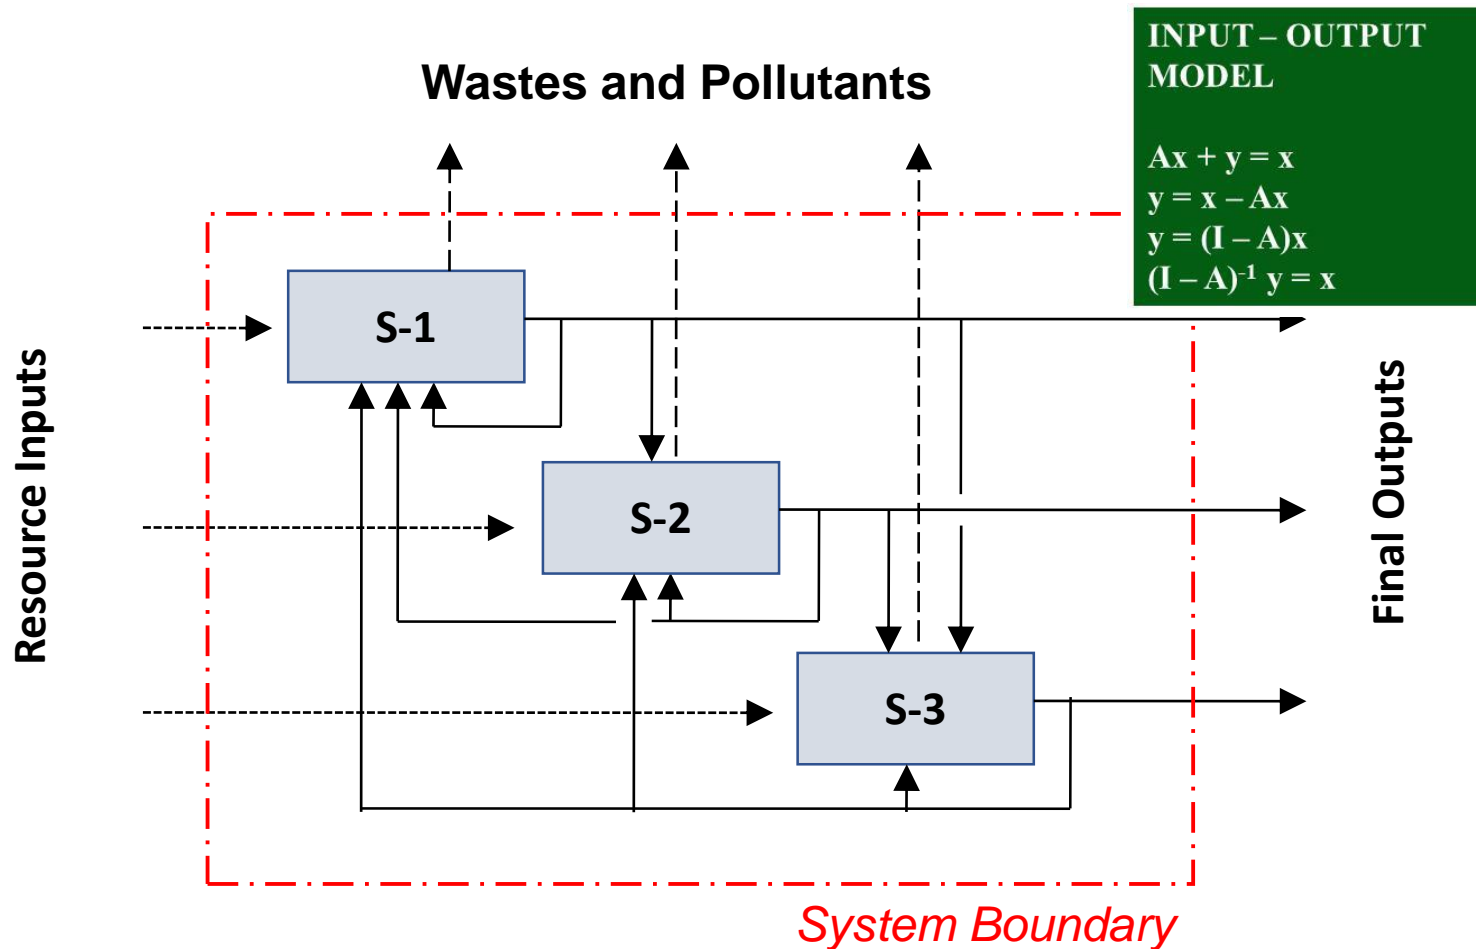 INPUT – OUTPUT
MODEL
Ax + y = x
y = x – Ax
y = (I – A)x
(I – A)⁻¹ y = x
Wastes and Pollutants
S-1
S-2
S-3
Resource Inputs
Final Outputs
System Boundary